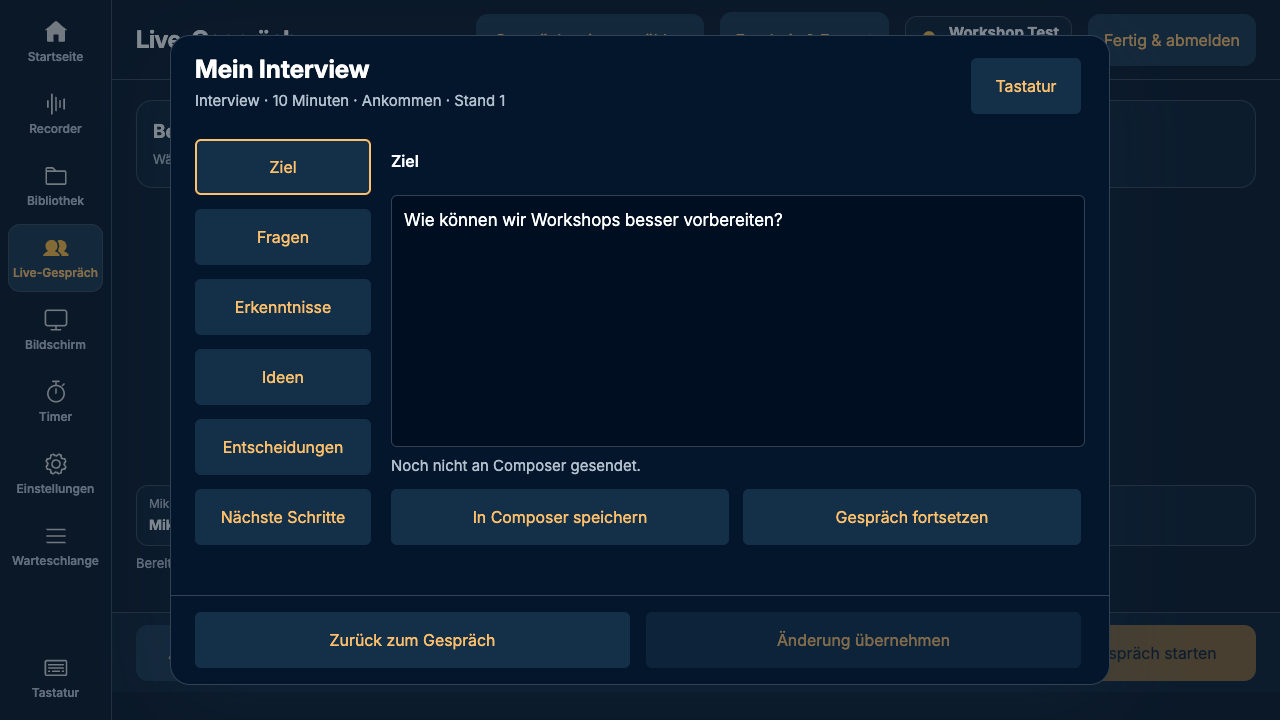 Startseite
Recorder
Bibliothek
Live-Gespräch
Bildschirm
Timer
Einstellungen
Warteschlange
Tastatur
Workshop Test
Fertig & abmelden
Mein Interview
Interview · 10 Minuten · Ankommen · Stand 1
Tastatur
Ziel
Fragen
Erkenntnisse
Ideen
Entscheidungen
Nächste Schritte
Ziel
Wie können wir Workshops besser vorbereiten?
Noch nicht an Composer gesendet.
In Composer speichern
Gespräch fortsetzen
Zurück zum Gespräch
Änderung übernehmen
starten